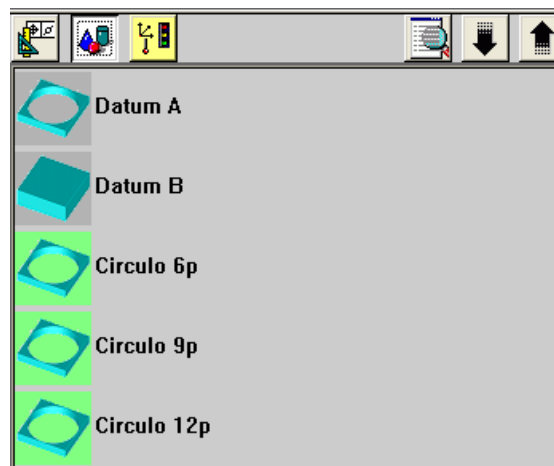 Datum A
Datum B
Circulo 6p
Circulo 9p
Circulo 12p